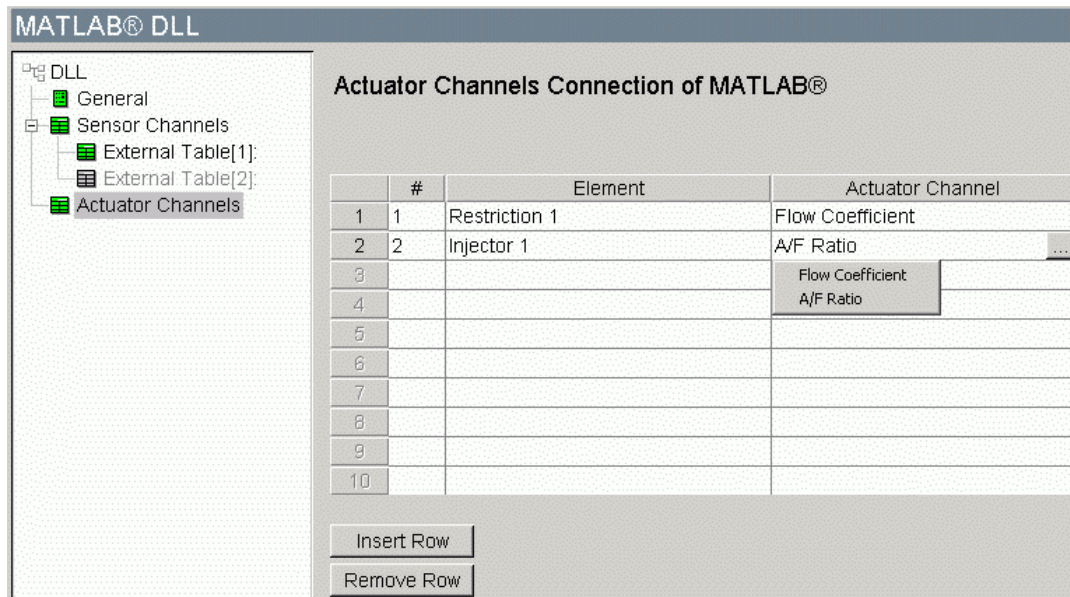 MATLAB® DLL
DLL
General
Sensor Channels
External Table[1]:
External Table[2]:
Actuator Channels
Actuator Channels Connection of MATLAB®
# Element Actuator Channel
1 1 Restriction 1 Flow Coefficient
2 2 Injector 1 A/F Ratio ...
3 Flow Coefficient
4 A/F Ratio
5
6
7
8
9
10
Insert Row
Remove Row